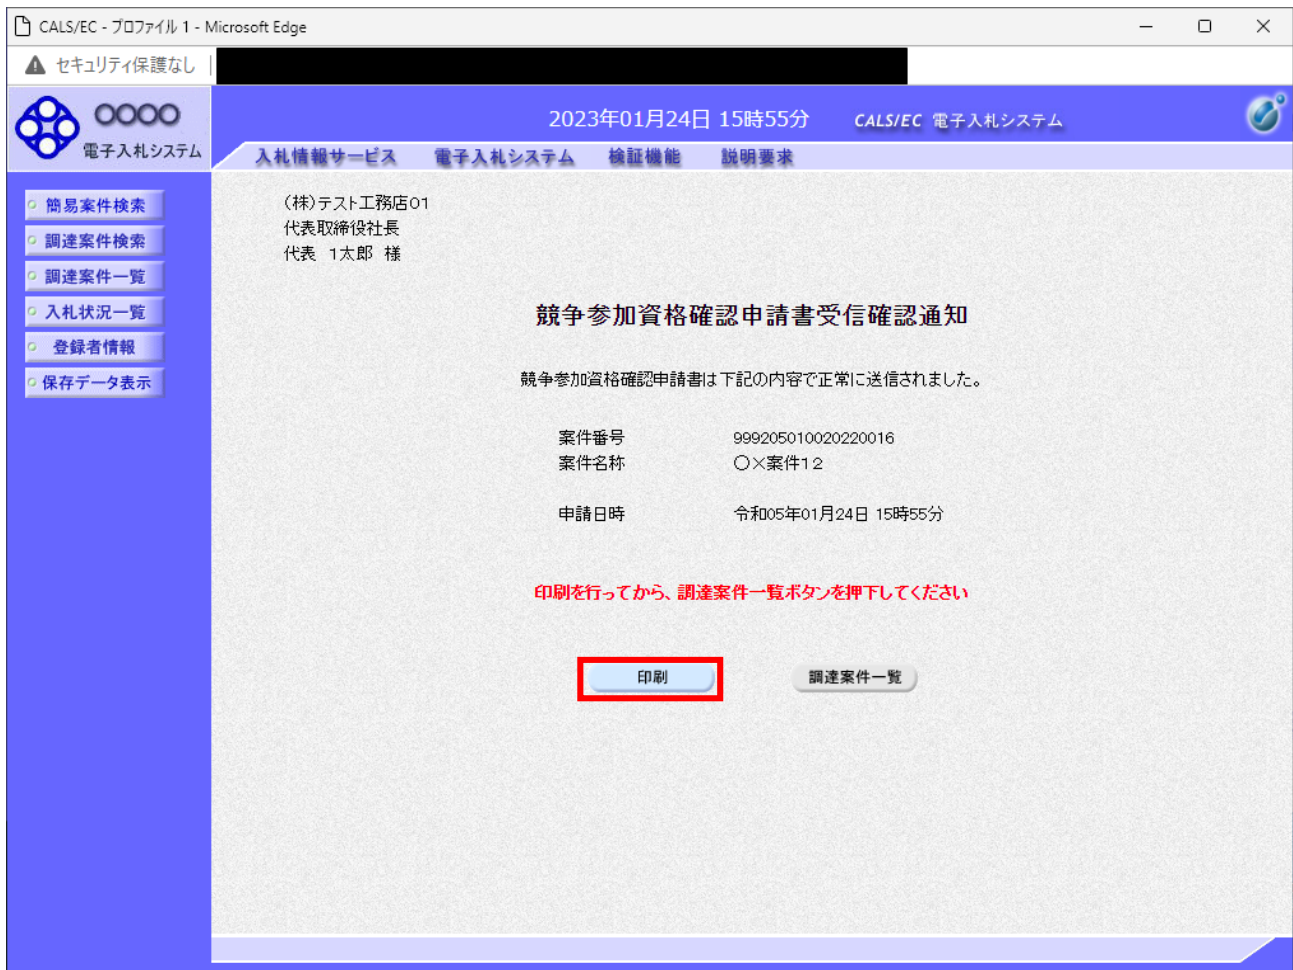 CALS/EC - プロファイル 1 - Microsoft Edge
セキュリティ保護なし
○○○○
電子入札システム
2023年01月24日 15時55分
CALS/EC 電子入札システム
入札情報サービス 電子入札システム 検証機能 説明要求
簡易案件検索
調達案件検索
調達案件一覧
入札状況一覧
登録者情報
保存データ表示
(株)テスト工務店01
代表取締役社長
代表 1太郎 様
競争参加資格確認申請書受信確認通知
競争参加資格確認申請書は下記の内容で正常に送信されました。
案件番号 999205010020220016
案件名称 ○×案件12
申請日時 令和05年01月24日 15時55分
印刷を行ってから、調達案件一覧ボタンを押下してください
印刷 調達案件一覧